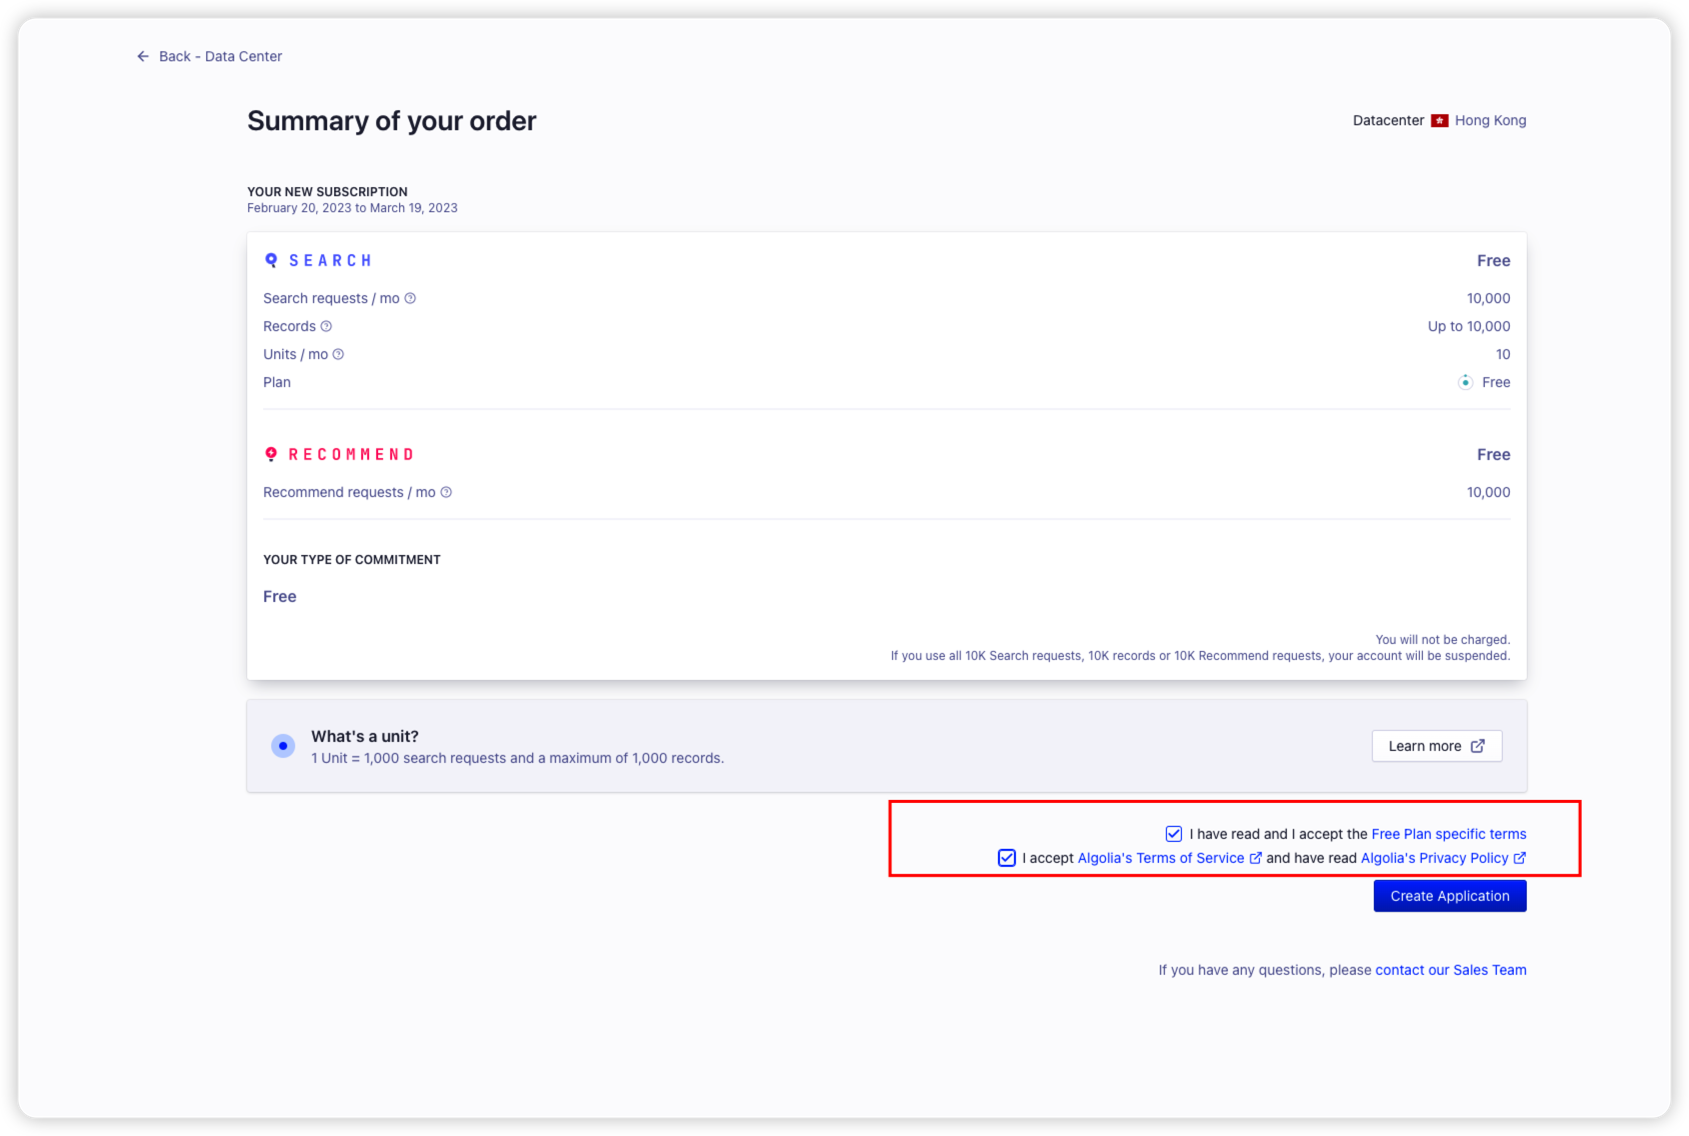 Back - Data Center
Summary of your order
Datacenter Hong Kong
YOUR NEW SUBSCRIPTION
February 20, 2023 to March 19, 2023
SEARCH Free
Search requests / mo 10,000
Records Up to 10,000
Units / mo 10
Plan Free
RECOMMEND Free
Recommend requests / mo 10,000
YOUR TYPE OF COMMITMENT
Free
You will not be charged.
If you use all 10K Search requests, 10K records or 10K Recommend requests, your account will be suspended.
What's a unit?
1 Unit = 1,000 search requests and a maximum of 1,000 records.
Learn more
I have read and I accept the Free Plan specific terms
I accept Algolia's Terms of Service and have read Algolia's Privacy Policy
Create Application
If you have any questions, please contact our Sales Team